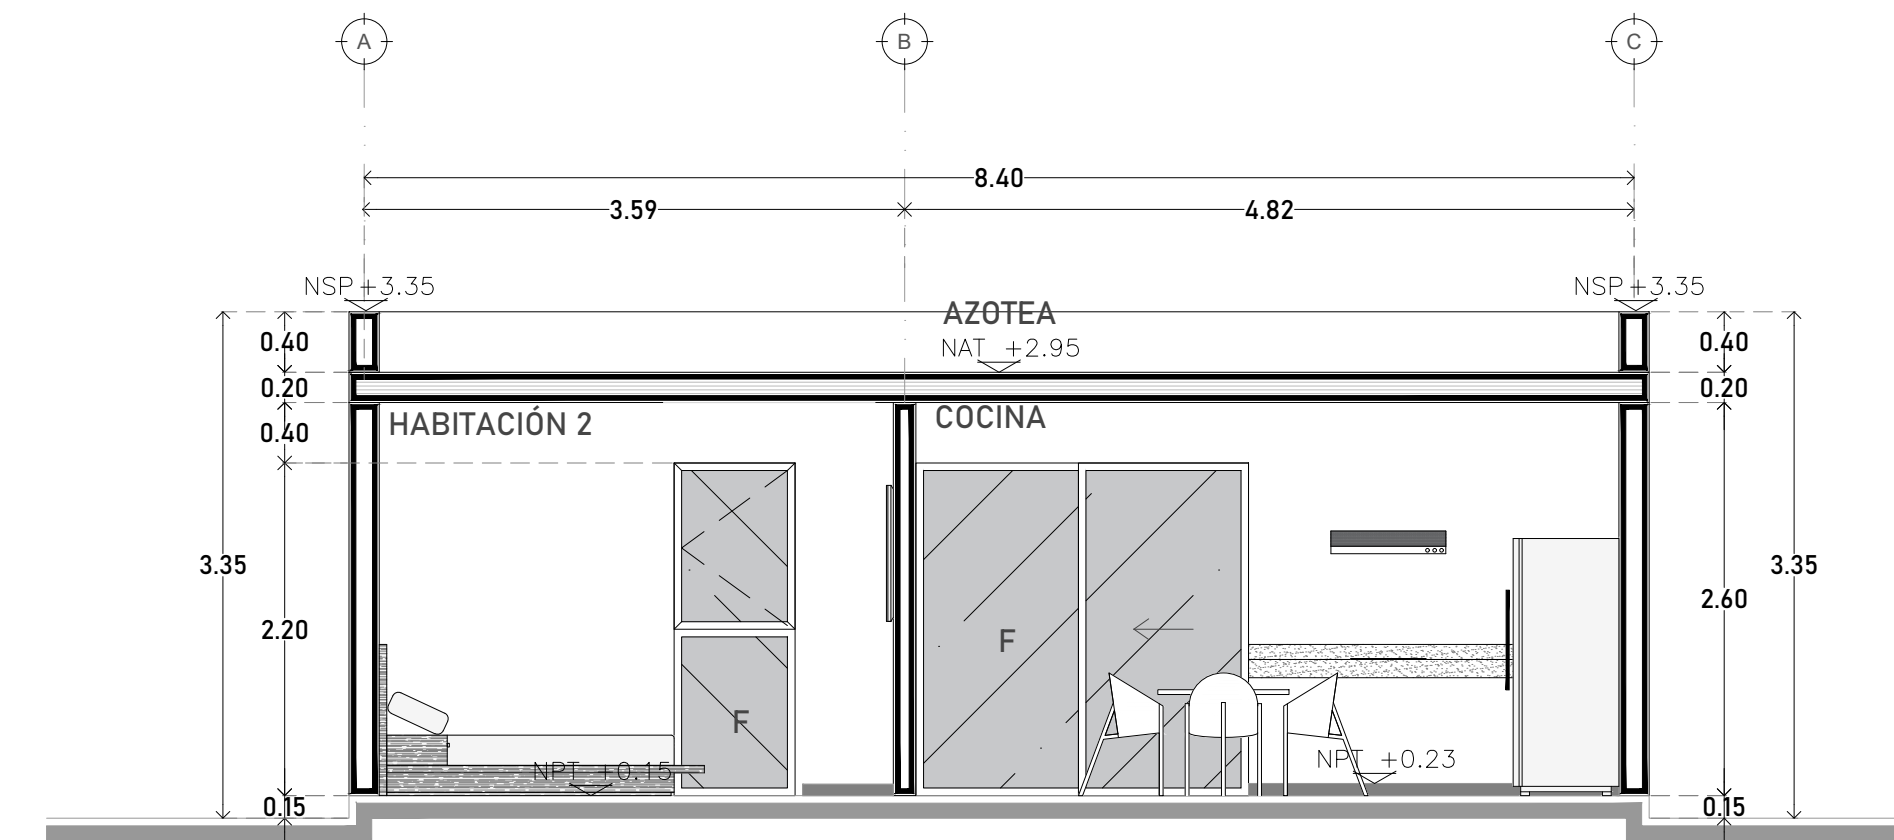 A B C
8.40
3.59 4.82
NSP +3.35 NSP +3.35
AZOTEA
0.40 NAT +2.95 0.40
0.20 0.20
HABITACIÓN 2 COCINA
0.40
3.35 3.35
2.60
2.20
F
F
NPT +0.15 NPT +0.23
0.15 0.15